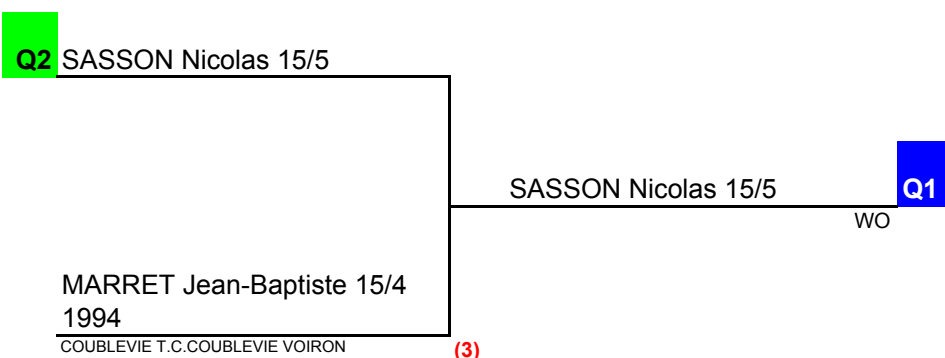 Q2 SASSON Nicolas 15/5
SASSON Nicolas 15/5 Q1
WO
MARRET Jean-Baptiste 15/4
1994
COUBLEVIE T.C.COUBLEVIE VOIRON
(3)